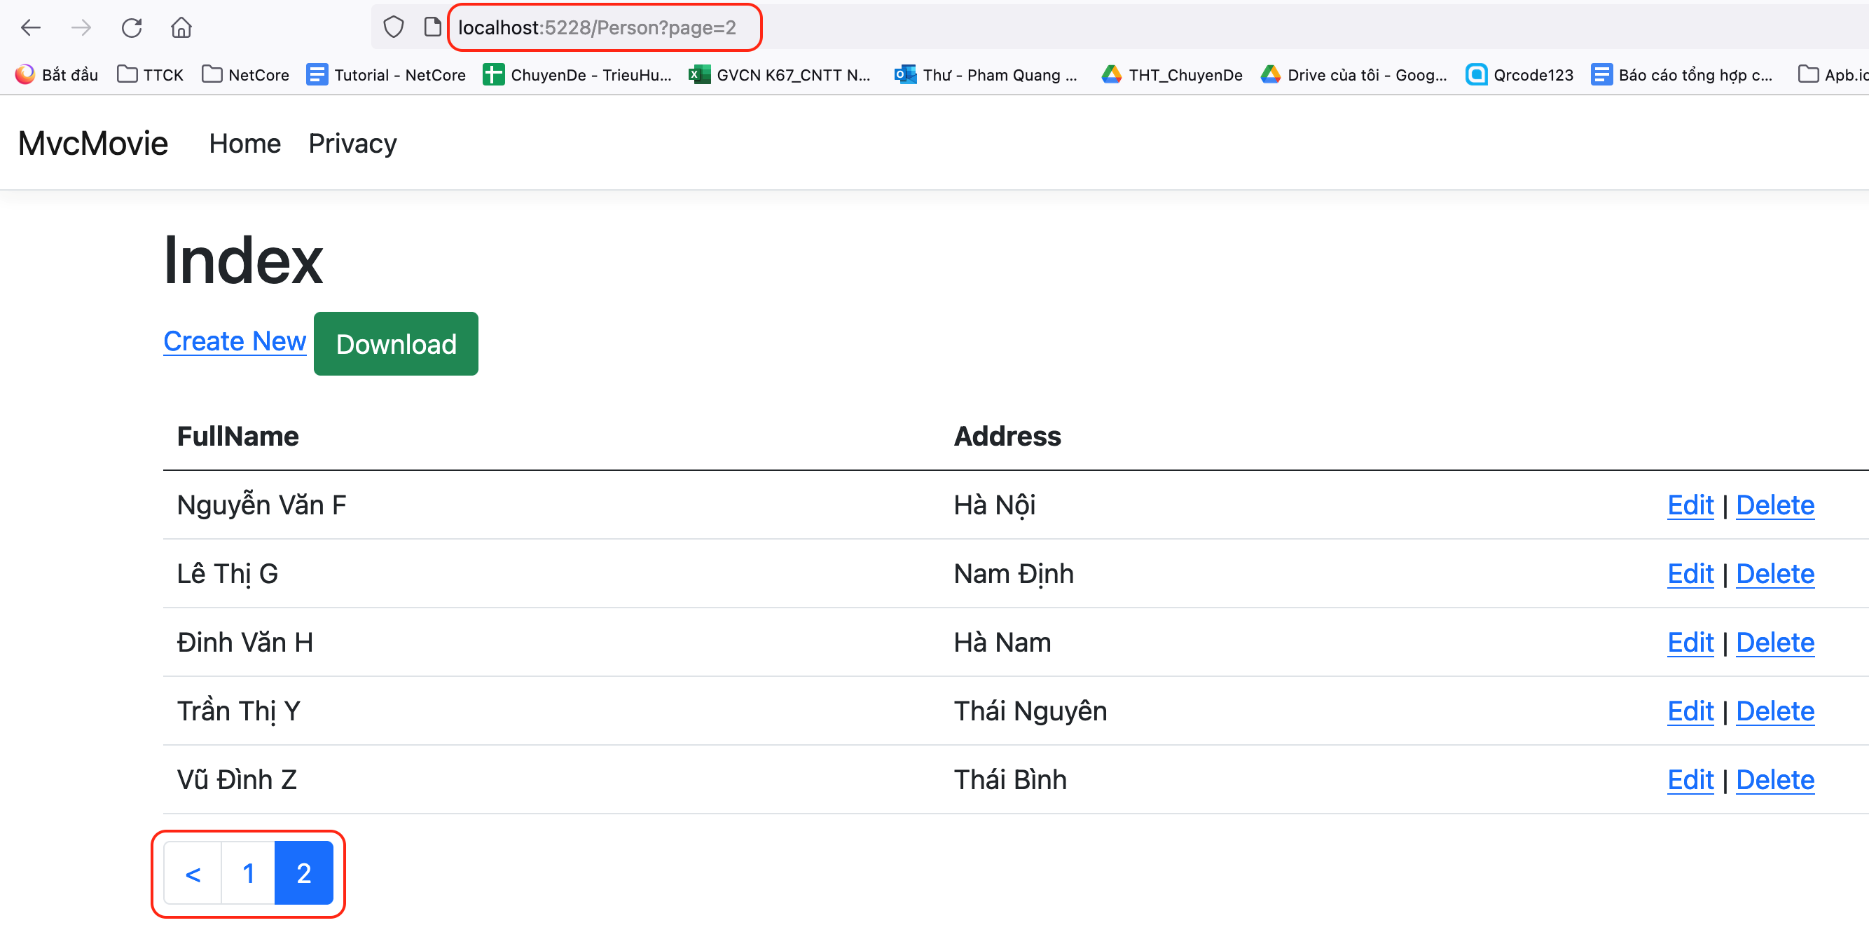 localhost:5228/Person?page=2
Bắt đầu TTCK NetCore Tutorial - NetCore ChuyenDe - TrieuHu... GVCN K67_CNTT N... Thư - Pham Quang ... THT_ChuyenDe Drive của tôi - Goog... Qrcode123 Báo cáo tổng hợp c... Apb.ic
MvcMovie Home Privacy
Index
Create New Download
FullName Address
Nguyễn Văn F Hà Nội Edit | Delete
Lê Thị G Nam Định Edit | Delete
Đinh Văn H Hà Nam Edit | Delete
Trần Thị Y Thái Nguyên Edit | Delete
Vũ Đình Z Thái Bình Edit | Delete
< 1 2